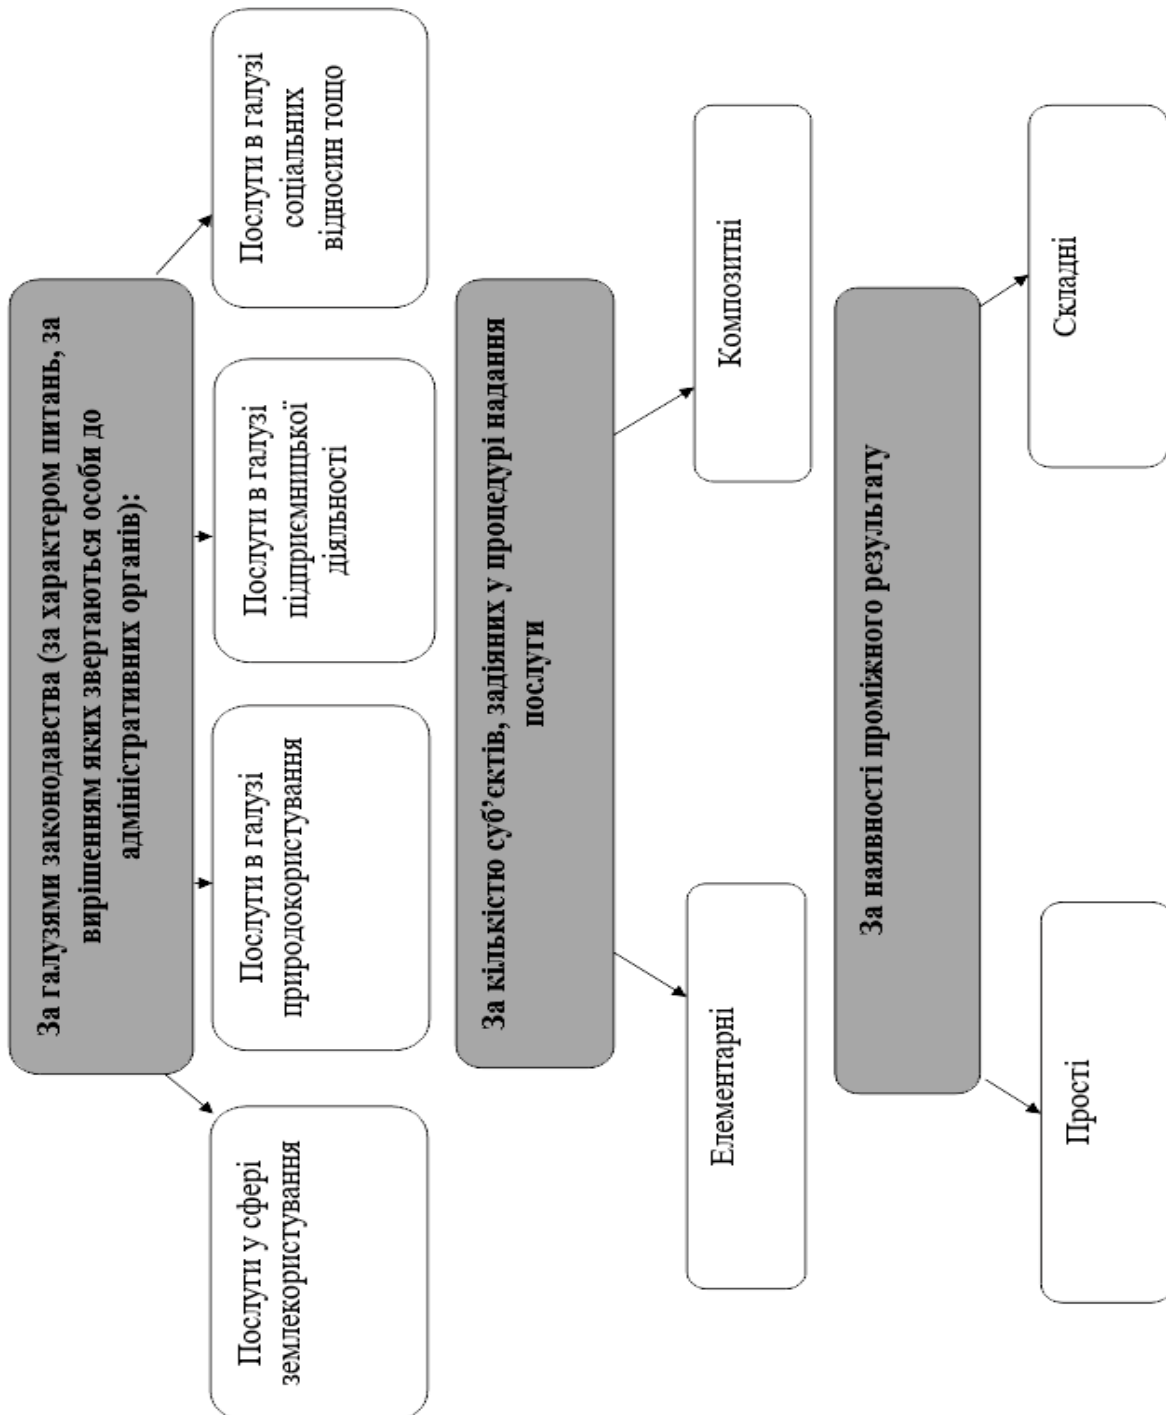 За галузями законодавства (за характером питань, за
вирішенням яких звертаються особи до
адміністративних органів):
Послуги у сфері
землекористування
Послуги в галузі
природокористування
Послуги в галузі
підприємницької
діяльності
Послуги в галузі
соціальних
відносин тощо
За кількістю суб’єктів, задіяних у процедурі надання
послуги
Елементарні
Композитні
За наявності проміжного результату
Прості
Складні